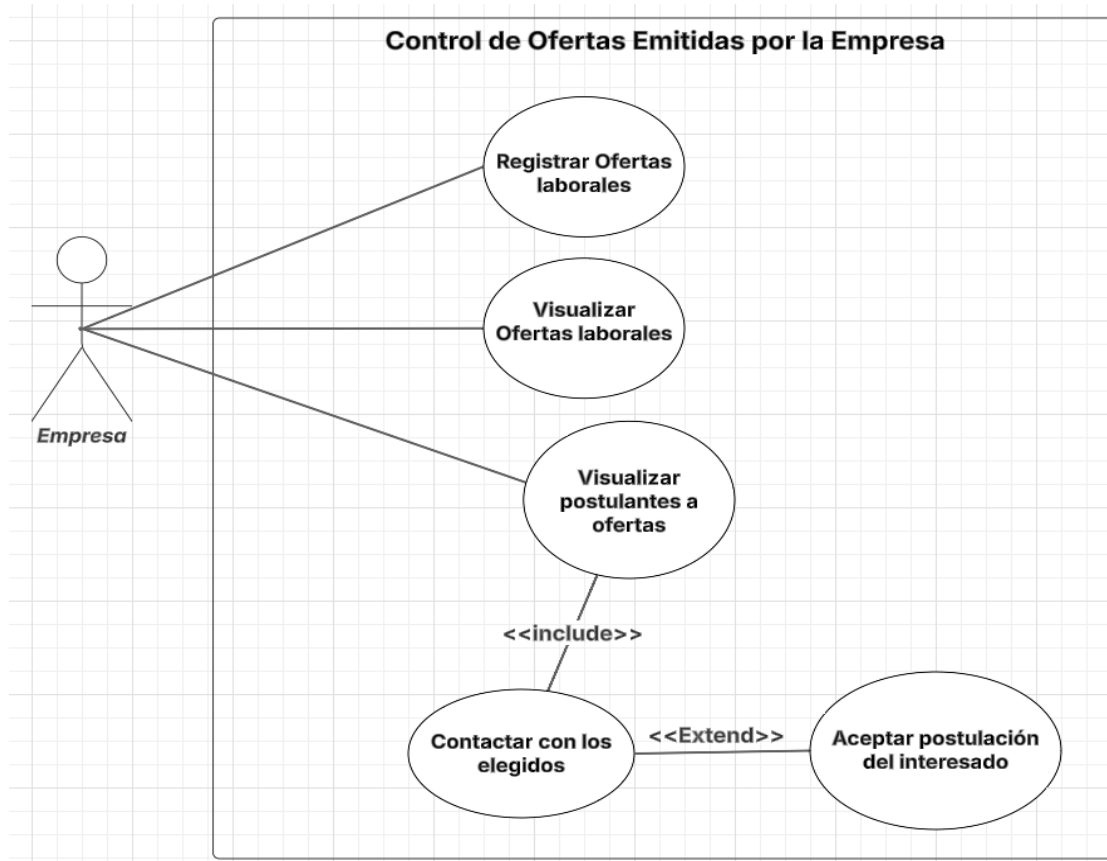 Control de Ofertas Emitidas por la Empresa
Registrar Ofertas
laborales
Visualizar
Ofertas laborales
Empresa
Visualizar
postulantes a
ofertas
<<include>>
Contactar con los
elegidos
<<Extend>>
Aceptar postulación
del interesado